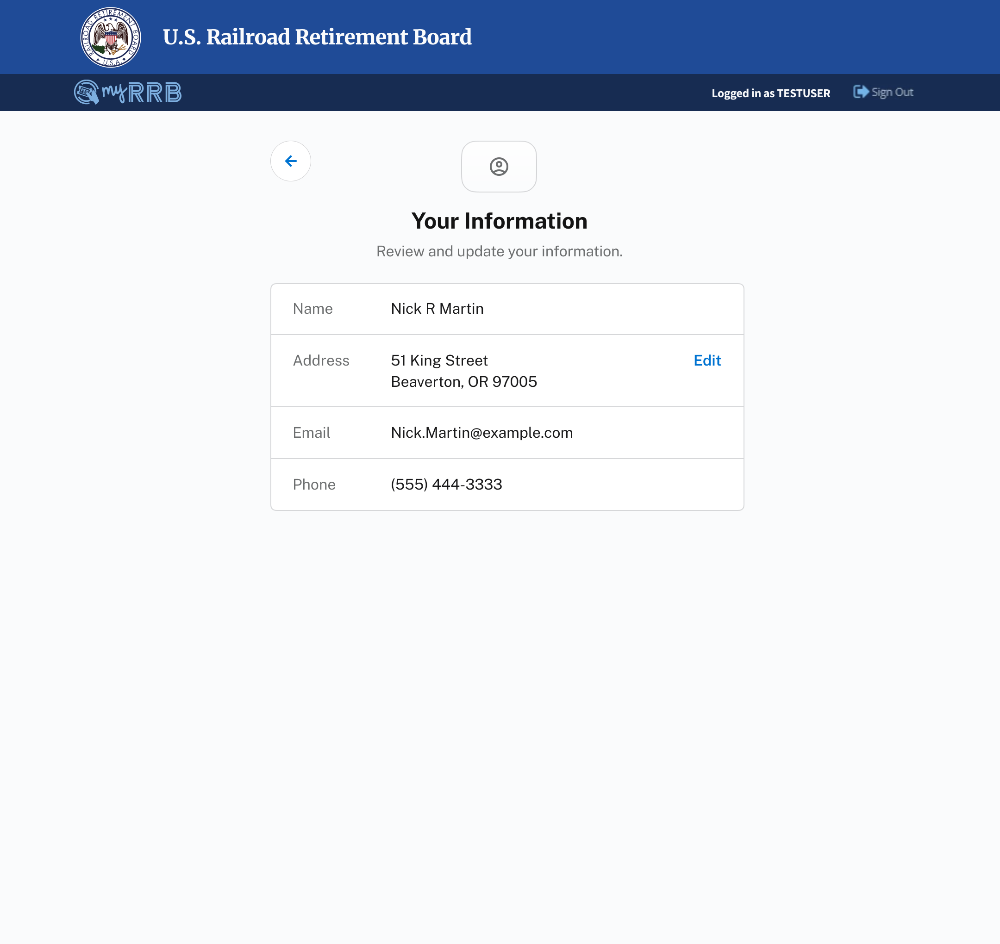 RAILROAD RETIREMENT BOARD
U.S.A.
U.S. Railroad Retirement Board
myRRB
Logged in as TESTUSER
Sign Out
Your Information
Review and update your information.
Name Nick R Martin
Address 51 King Street Edit
Beaverton, OR 97005
Email Nick.Martin@example.com
Phone (555) 444-3333